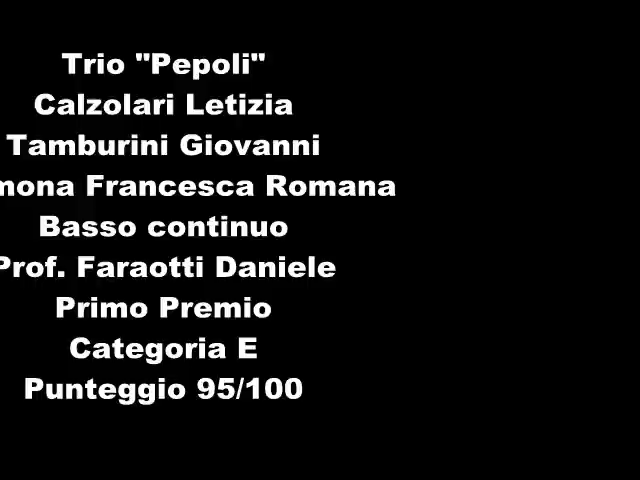 Trio "Pepoli"
Calzolari Letizia
Tamburini Giovanni
Francesca Romana
Basso continuo
Prof. Faraotti Daniele
Primo Premio
Categoria E
Punteggio 95/100